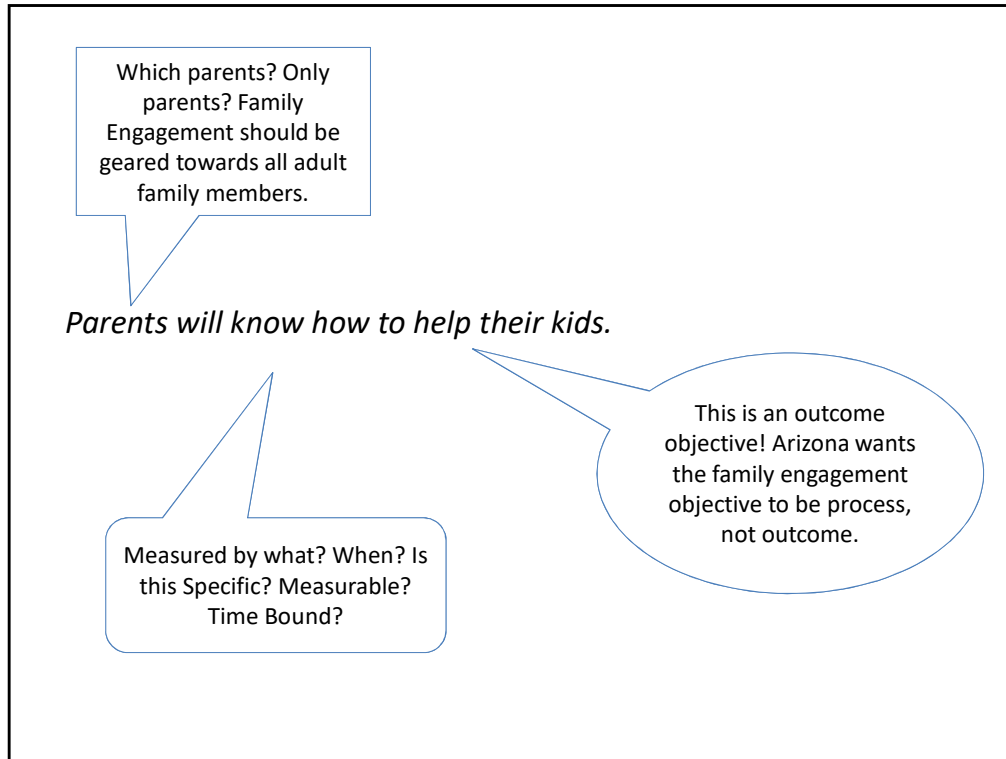 Which parents? Only
parents? Family
Engagement should be
geared towards all adult
family members.
Parents will know how to help their kids.
This is an outcome
objective! Arizona wants
the family engagement
objective to be process,
not outcome.
Measured by what? When? Is
this Specific? Measurable?
Time Bound?